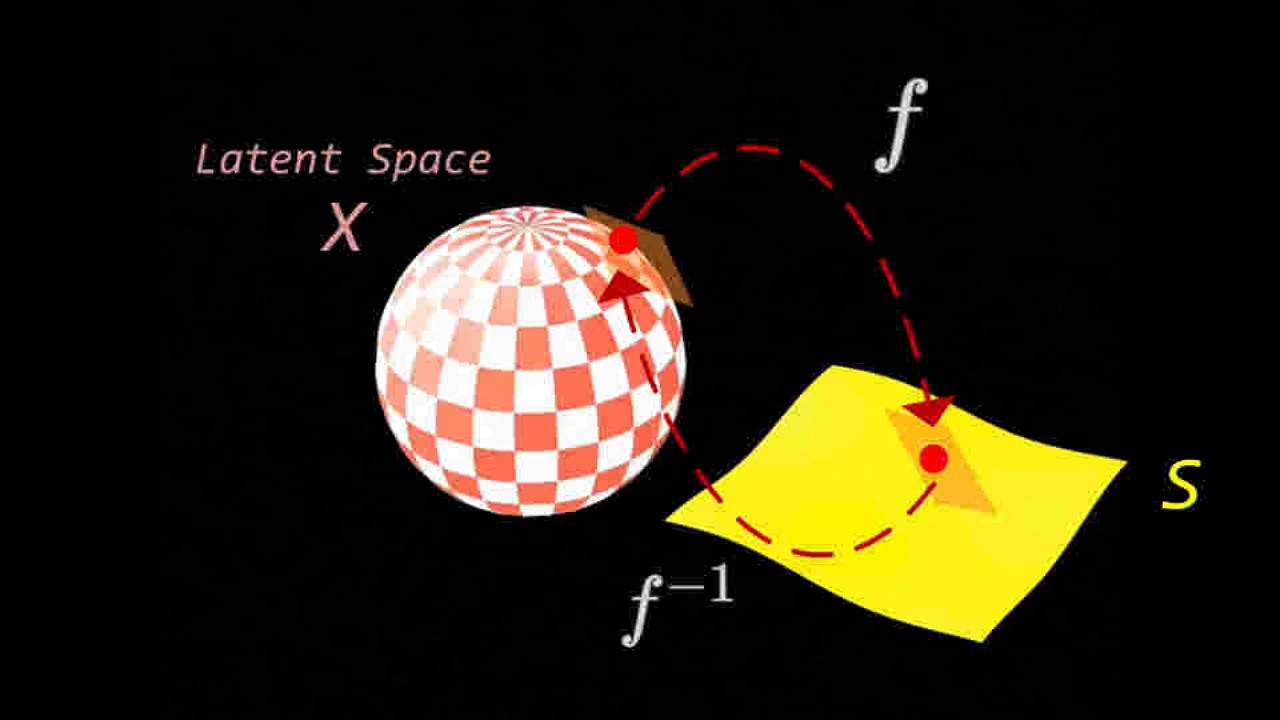 f
Latent Space
X
S
f⁻¹